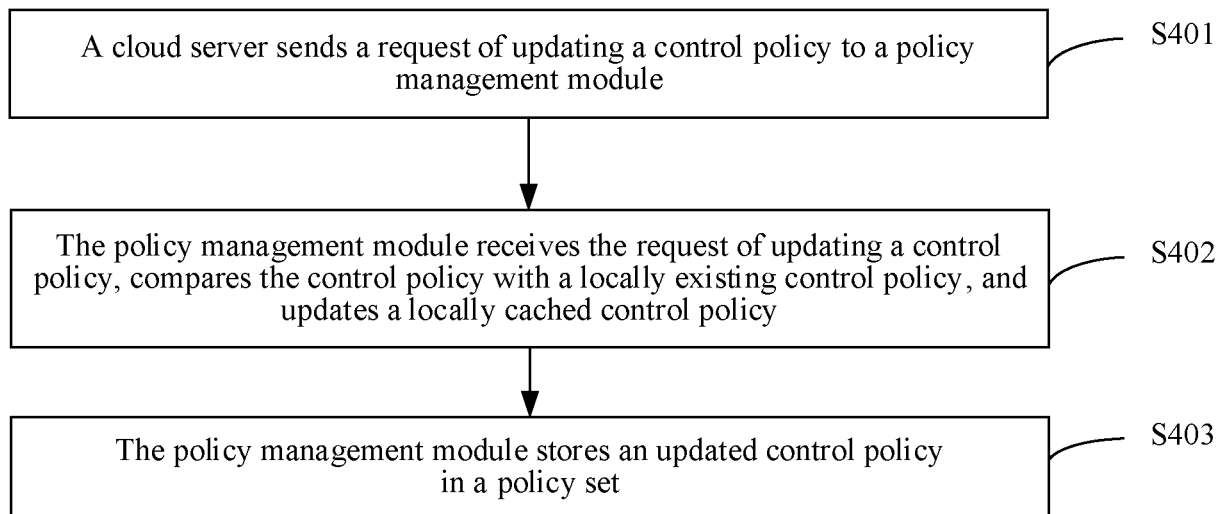 A cloud server sends a request of updating a control policy to a policy
management module
S401
The policy management module receives the request of updating a control
policy, compares the control policy with a locally existing control policy, and
updates a locally cached control policy
S402
The policy management module stores an updated control policy
in a policy set
S403